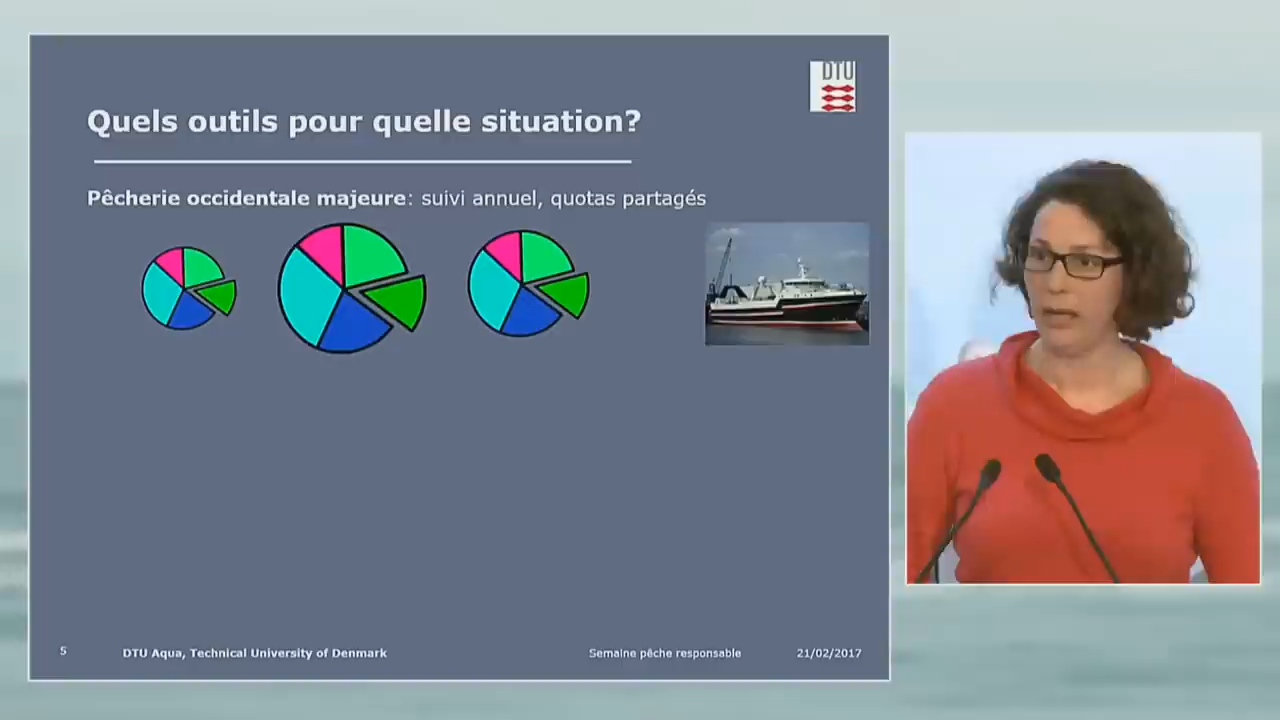 DTU
Quels outils pour quelle situation?
Pêcherie occidentale majeure: suivi annuel, quotas partagés
5 DTU Aqua, Technical University of Denmark Semaine pêche responsable 21/02/2017